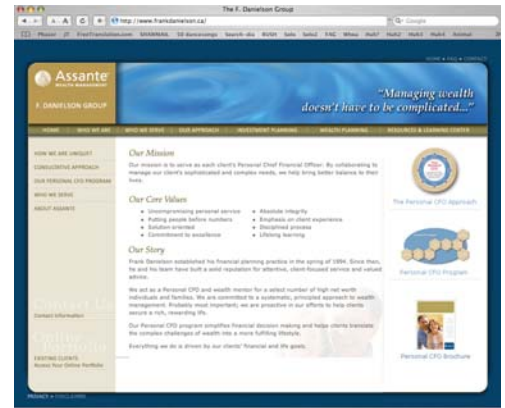 The F. Danielson Group
http://www.frankdanielson.ca/
Google
HOME • FAQ • CONTACT
Assante
WEALTH MANAGEMENT
F. DANIELSON GROUP
"Managing wealth
doesn't have to be complicated..."
HOME WHO WE ARE WHO WE SERVE OUR APPROACH INVESTMENT PLANNING WEALTH PLANNING RESOURCES & LEARNING CENTER
HOW WE ARE UNIQUE?
CONSULTATIVE APPROACH
OUR PERSONAL CFO PROGRAM
WHO WE SERVE
ABOUT ASSANTE
Contact Us
Contact Information
Online
Portfolio
EXISTING CLIENTS
Access Your Online Portfolio
Our Mission
Our mission is to serve as each client's Personal Chief Financial Officer. By collaborating to
manage our client's sophisticated and complex needs, we help bring better balance to their
lives.
Our Core Values
• Uncompromising personal service
• Putting people before numbers
• Solution oriented
• Commitment to excellence
• Absolute integrity
• Emphasis on client experience
• Disciplined process
• Lifelong learning
Our Story
Frank Danielson established his financial planning practice in the spring of 1994. Since then,
he and his team have built a solid reputation for attentive, client-focused service and valued
advice.
We act as a Personal CFO and wealth mentor for a select number of high net worth
individuals and families. We are committed to a systematic, principled approach to wealth
management. Probably most important, we are proactive in our efforts to help clients
secure a rich, rewarding life.
Our Personal CFO program simplifies financial decision making and helps clients translate
the complex challenges of wealth into a more fulfilling lifestyle.
Everything we do is driven by our clients' financial and life goals.
The Personal CFO Approach
Personal CFO Program
Personal CFO Brochure
PRIVACY • DISCLAIMER